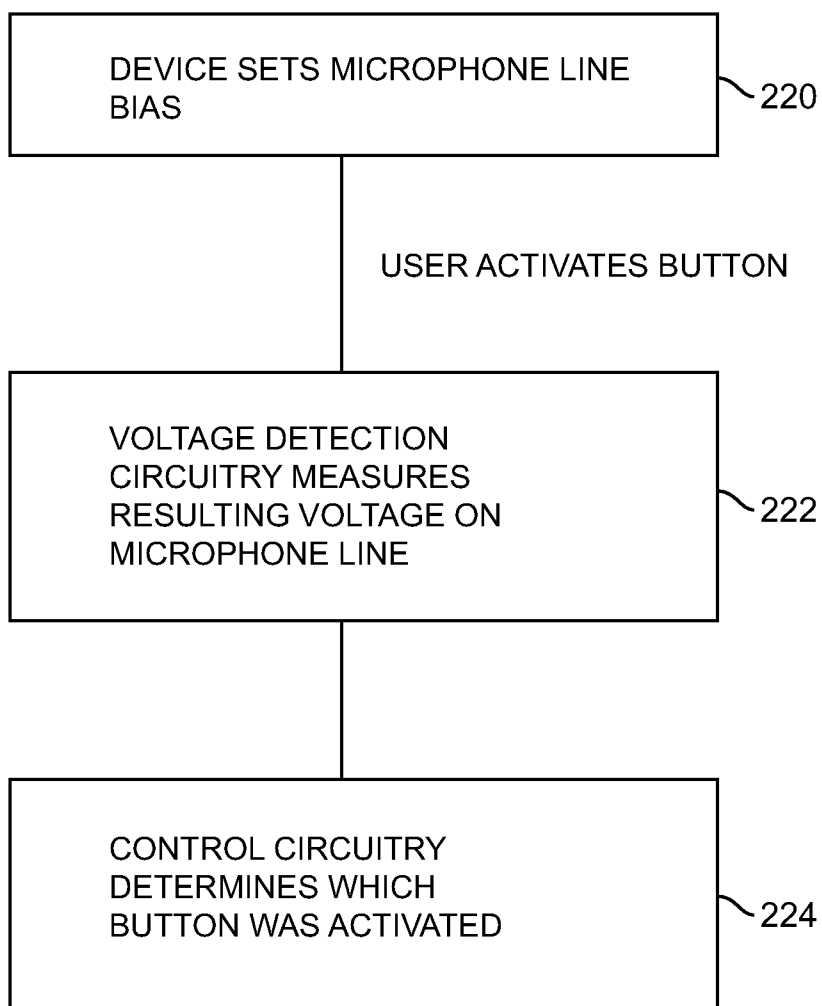 DEVICE SETS MICROPHONE LINE
BIAS
220
USER ACTIVATES BUTTON
VOLTAGE DETECTION
CIRCUITRY MEASURES
RESULTING VOLTAGE ON
MICROPHONE LINE
222
CONTROL CIRCUITRY
DETERMINES WHICH
BUTTON WAS ACTIVATED
224